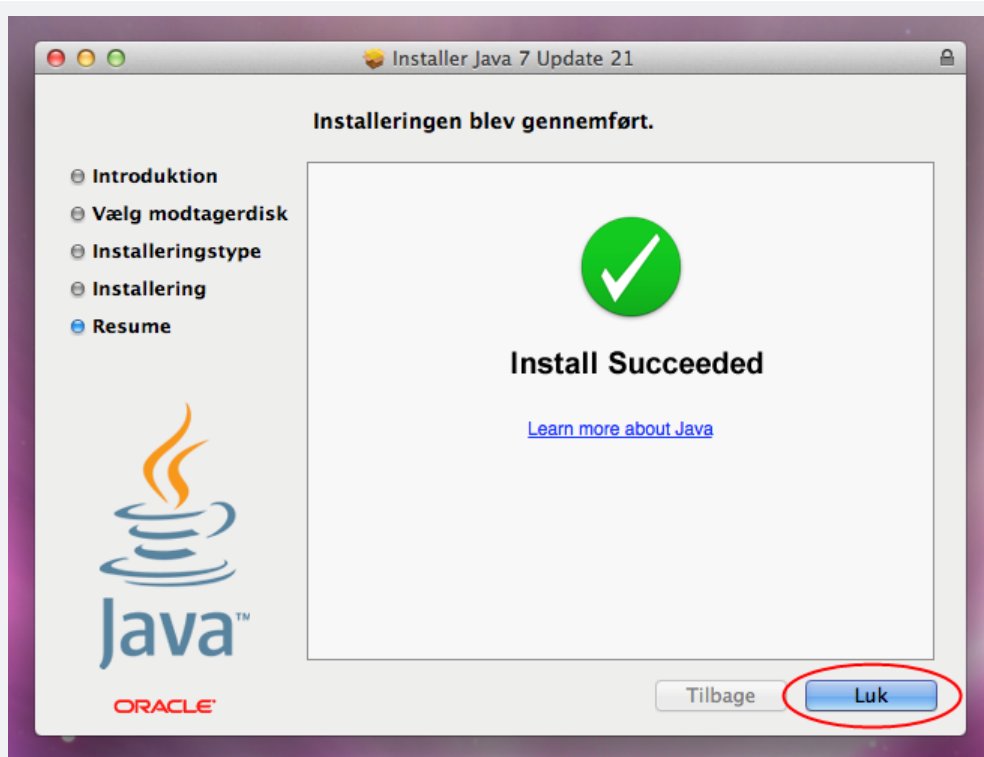 Installer Java 7 Update 21
Installeringen blev gennemført.
Introduktion
Vælg modtagerdisk
Installeringstype
Installering
Resume
Install Succeeded
Learn more about Java
Java™
ORACLE®
Tilbage
Luk